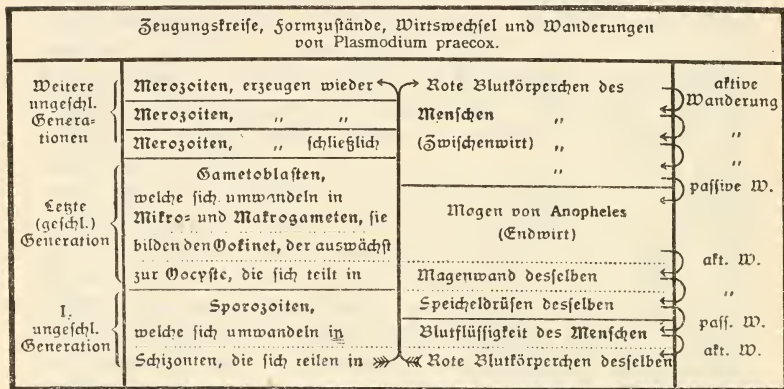 Zeugungskreise, Formzustände, Wirtswechsel und Wanderungen
von Plasmodium praecox.
Weitere
ungeschl.
Genera-
tionen
Merozoiten, erzeugen wieder
Merozoiten, „ „
Merozoiten, „ schließlich
Rote Blutkörperchen des
Menschen „
(Zwischenwirt) „
„
aktive
Wanderung
„
„
passive W.
Letzte
(geschl.)
Generation
Gametoblasten,
welche sich umwandeln in
Mikro- und Makrogameten, sie
bilden den Ookinet, der auswächst
zur Oocyste, die sich teilt in
Magen von Anopheles
(Endwirt)
Magenwand desselben
akt. W.
„
I.
ungeschl.
Generation
Sporozoiten,
welche sich umwandeln in
Schizonten, die sich teilen in
Speicheldrüsen desselben
Blutflüssigkeit des Menschen
Rote Blutkörperchen desselben
pass. W.
akt. W.